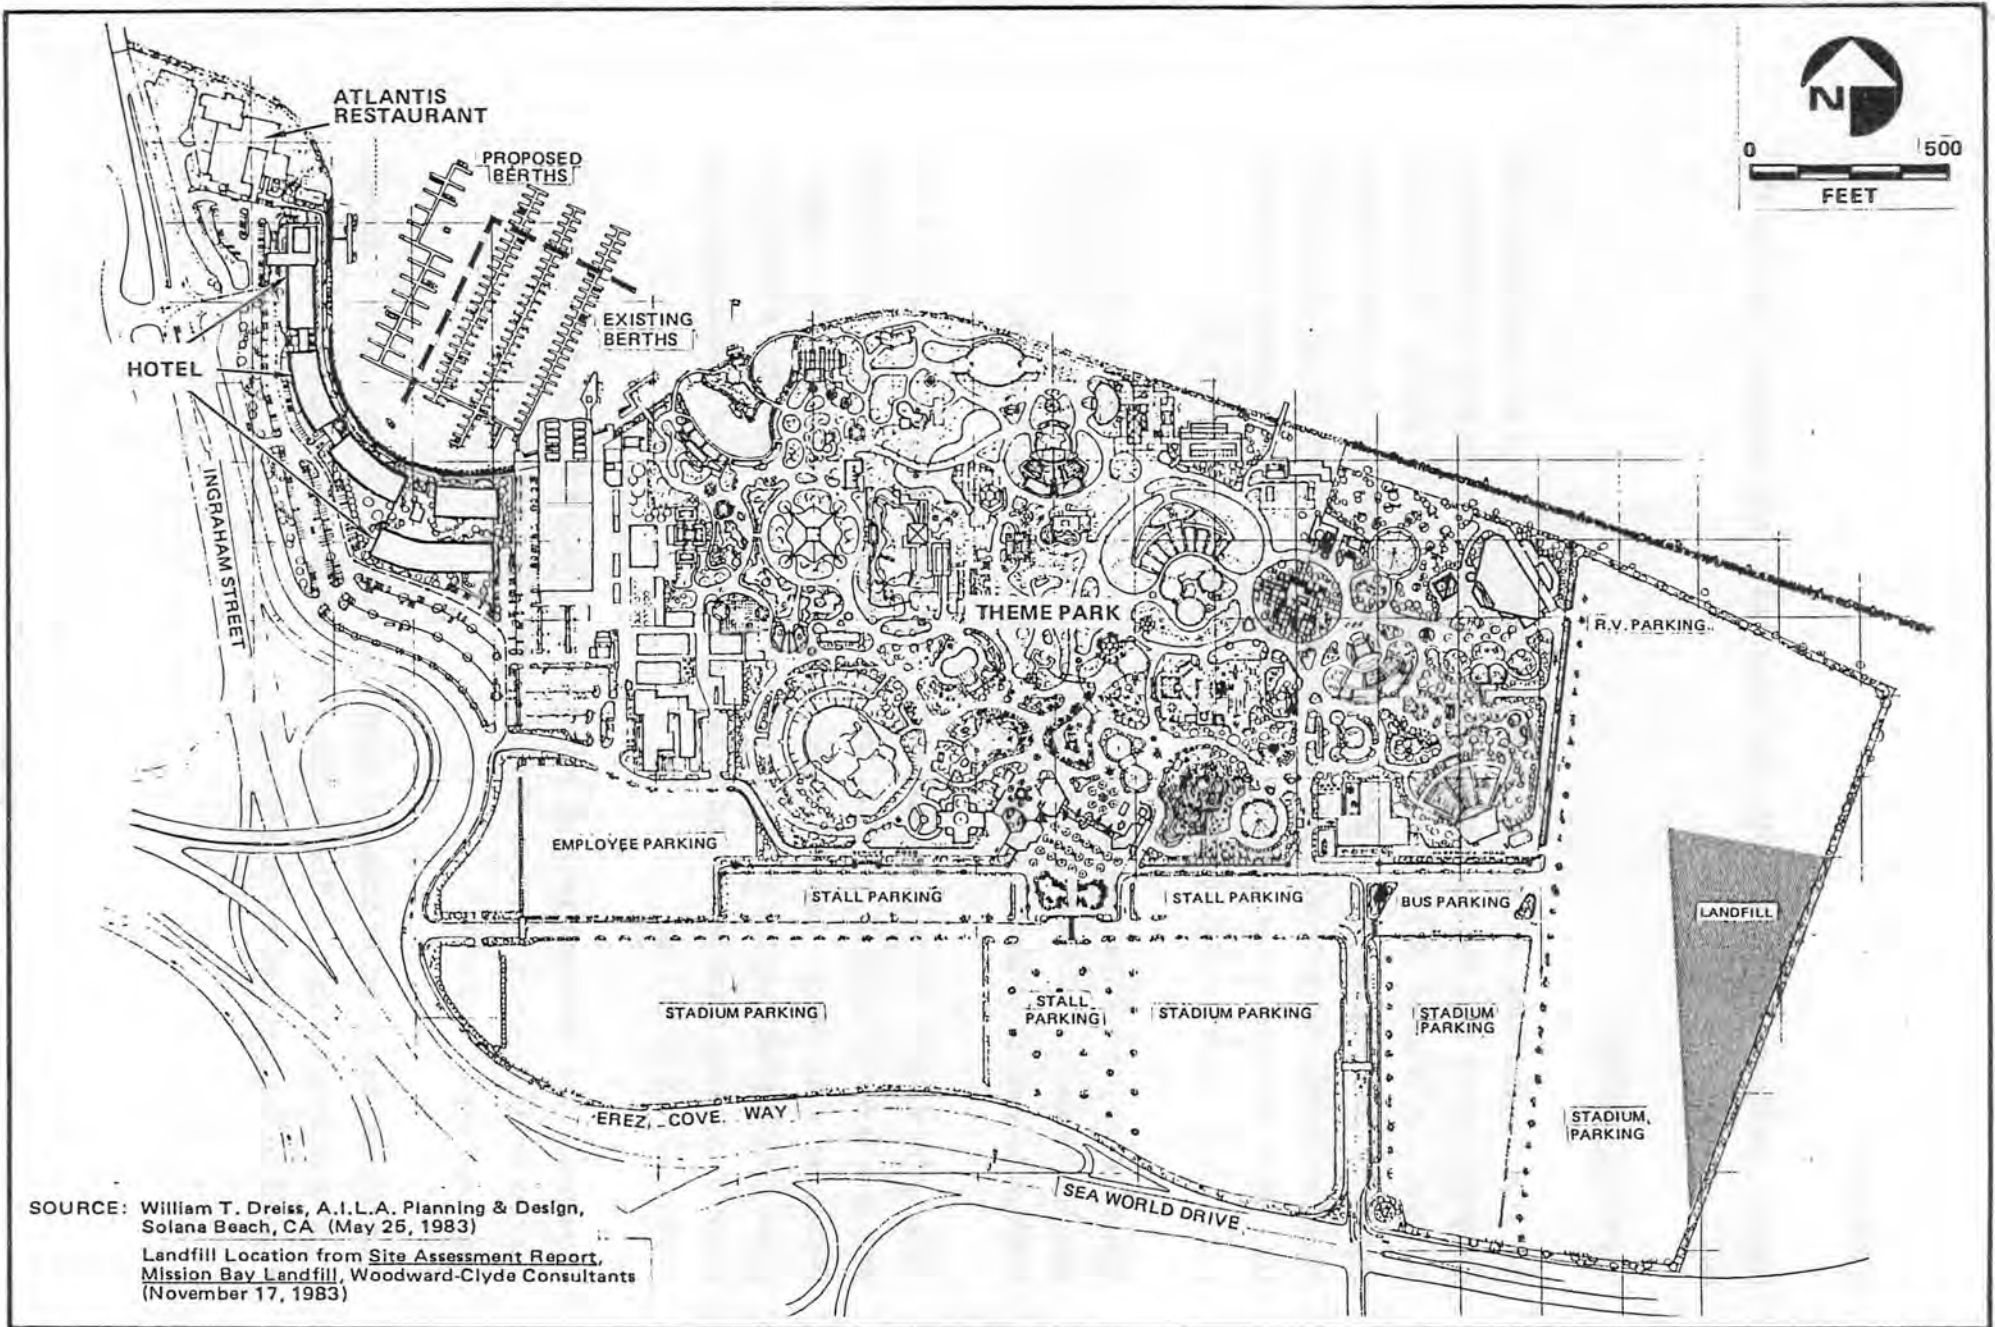 ATLANTIS
RESTAURANT
PROPOSED
BERTHS
N
0 500
FEET
EXISTING
BERTHS
HOTEL
INGRAHAM STREET
THEME PARK
R.V. PARKING
EMPLOYEE PARKING
STALL PARKING
STALL PARKING
BUS PARKING
LANDFILL
STADIUM PARKING
STALL
PARKING
STADIUM PARKING
STADIUM
PARKING
STADIUM
PARKING
EREZ COVE WAY
SEA WORLD DRIVE
SOURCE: William T. Dreiss, A.I.L.A. Planning & Design,
Solana Beach, CA (May 25, 1983)
Landfill Location from Site Assessment Report,
Mission Bay Landfill, Woodward-Clyde Consultants
(November 17, 1983)